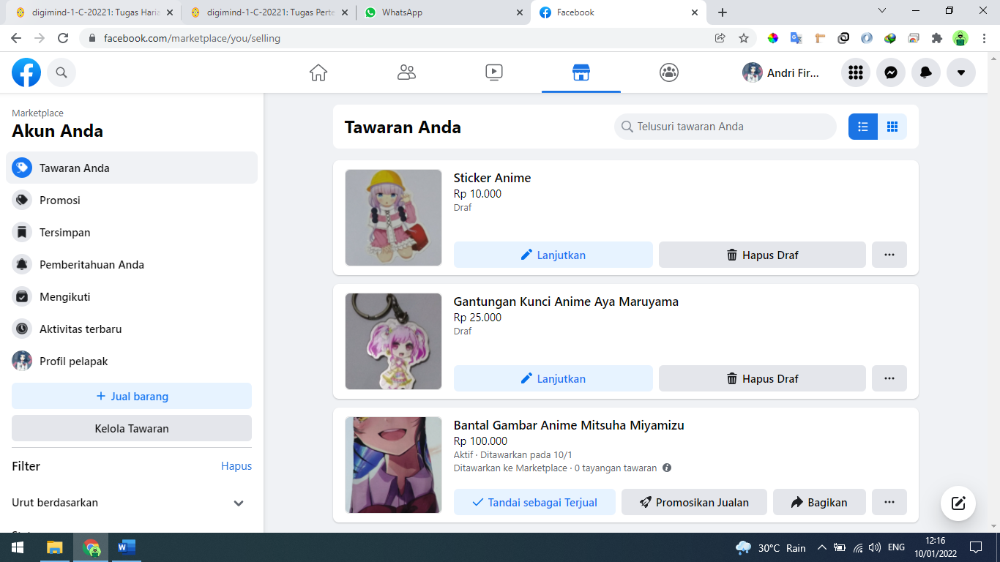 digimind-1-C-20221: Tugas Haria
digimind-1-C-20221: Tugas Perte
WhatsApp
Facebook
facebook.com/marketplace/you/selling
Andri Fir...
Marketplace
Akun Anda
Tawaran Anda
Promosi
Tersimpan
Pemberitahuan Anda
Mengikuti
Aktivitas terbaru
Profil pelapak
+ Jual barang
Kelola Tawaran
Filter
Hapus
Urut berdasarkan
Tawaran Anda
Telusuri tawaran Anda
Sticker Anime
Rp 10.000
Draf
Lanjutkan
Hapus Draf
Gantungan Kunci Anime Aya Maruyama
Rp 25.000
Draf
Lanjutkan
Hapus Draf
Bantal Gambar Anime Mitsuha Miyamizu
Rp 100.000
Aktif · Ditawarkan pada 10/1
Ditawarkan ke Marketplace · 0 tayangan tawaran
Tandai sebagai Terjual
Promosikan Jualan
Bagikan
30°C Rain
ENG
12:16
10/01/2022